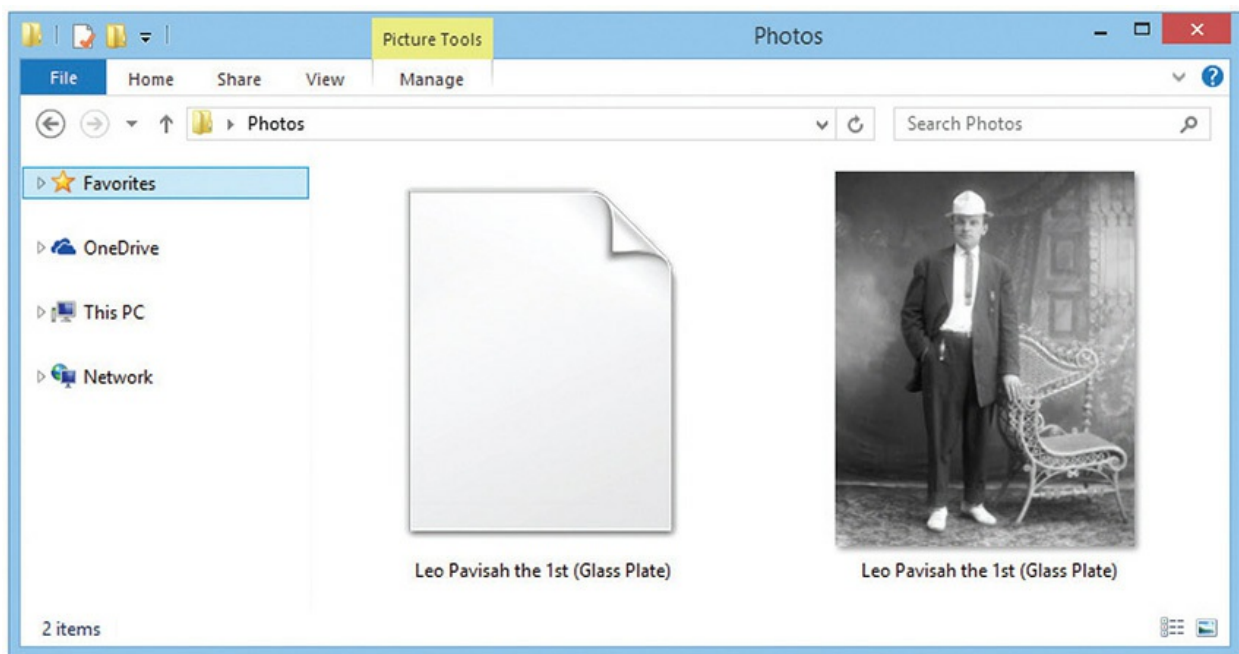 Picture Tools
Photos
File Home Share View Manage
Photos
Search Photos
Favorites
OneDrive
This PC
Network
Leo Pavisah the 1st (Glass Plate)
Leo Pavisah the 1st (Glass Plate)
2 items